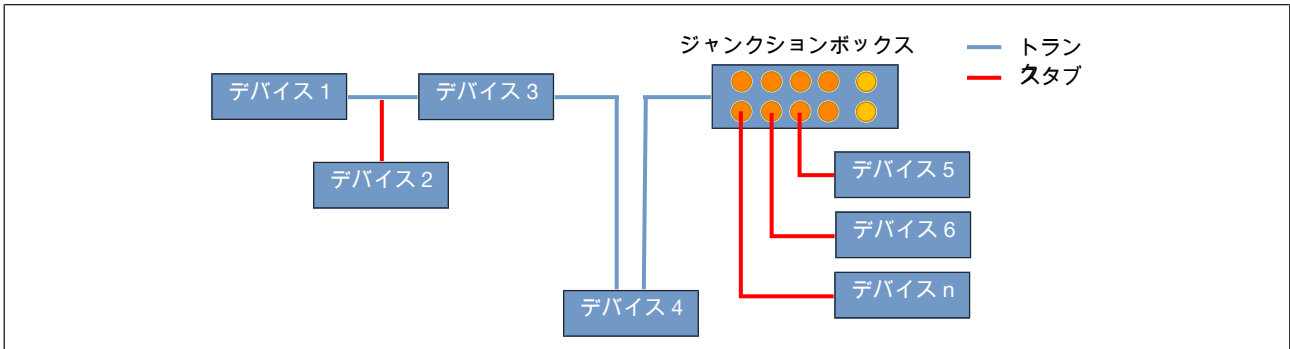 ジャンクションボックス
トラン
ク
スタブ
デバイス 1
デバイス 3
デバイス 2
デバイス 5
デバイス 6
デバイス n
デバイス 4